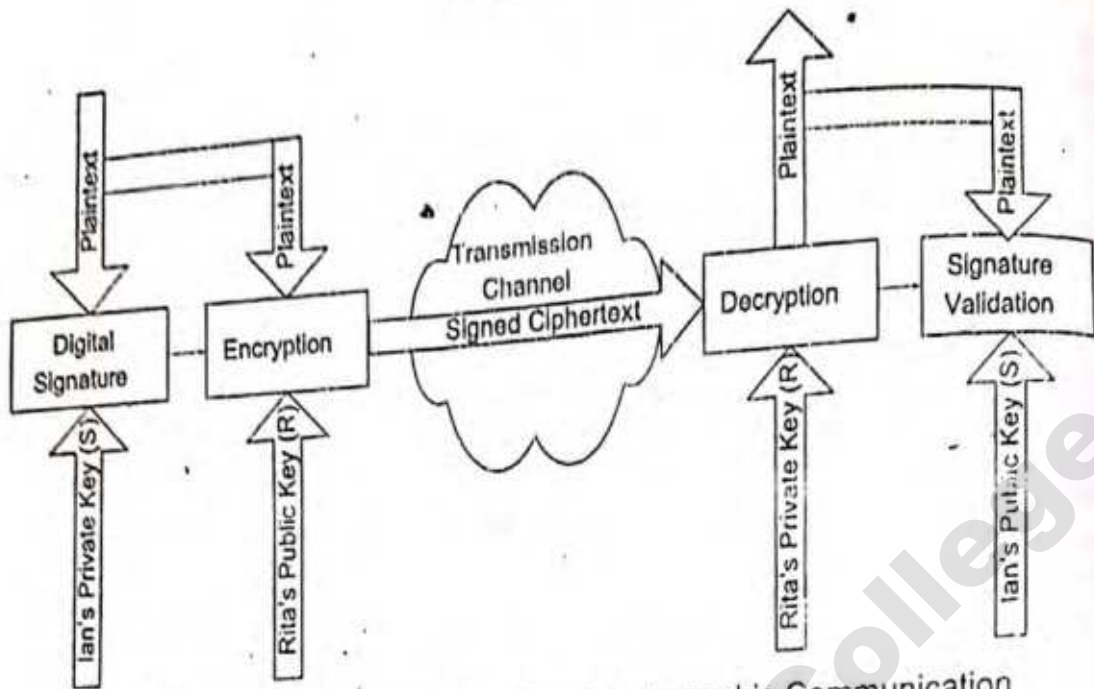 Plaintext
Plaintext
Digital
Signature
Encryption
Ian's Private Key (S)
Rita's Public Key (R)
Transmission
Channel
Signed Ciphertext
Plaintext
Plaintext
Decryption
Signature
Validation
Rita's Private Key (R)
Ian's Public Key (S)
Communication
College